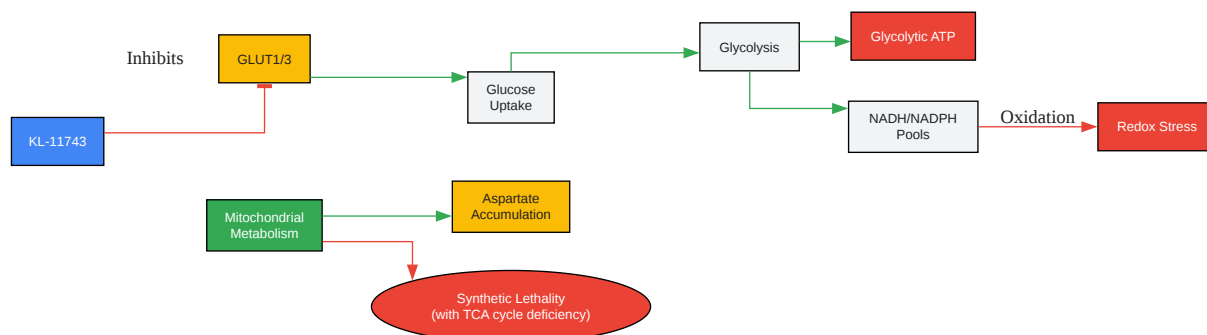 Inhibits
GLUT1/3
KL-11743
Glucose
Uptake
Glycolysis
Glycolytic ATP
NADH/NADPH
Pools
Oxidation
Redox Stress
Mitochondrial
Metabolism
Aspartate
Accumulation
Synthetic Lethality
(with TCA cycle deficiency)